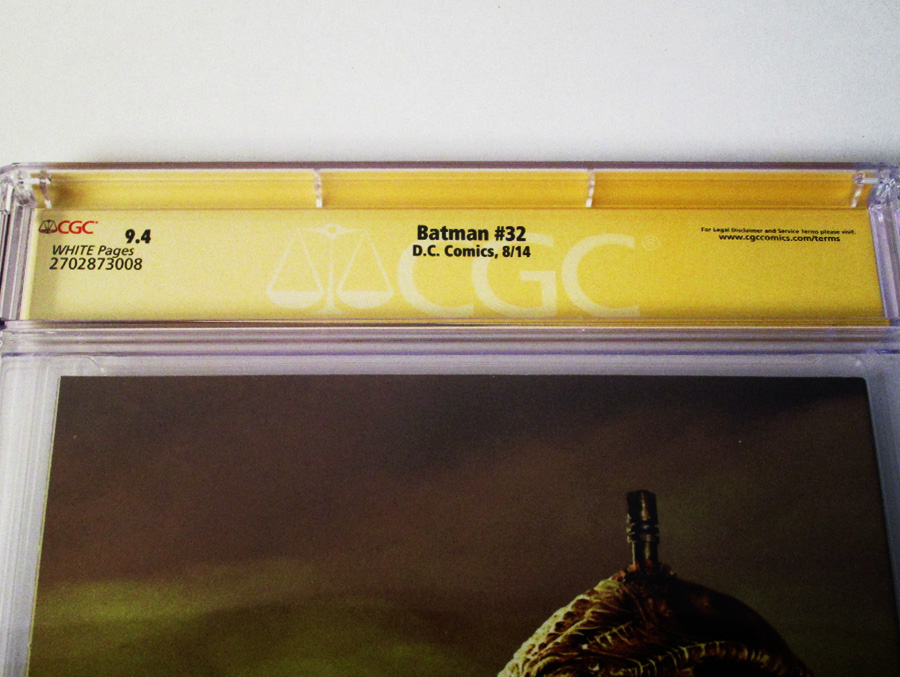 CGC 9.4
WHITE Pages
2702873008
Batman #32
D.C. Comics, 8/14
For Legal Disclaimer and Service Terms please visit.
www.cgccomics.com/terms
CGC®